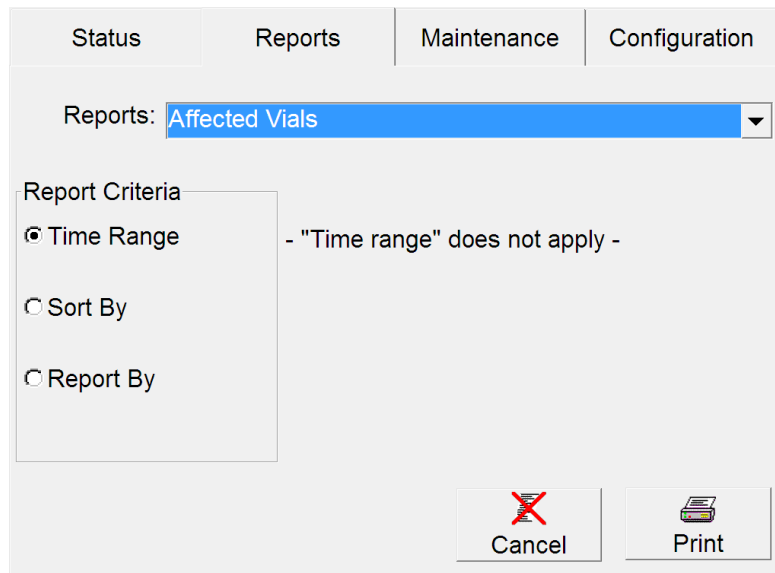 Status Reports Maintenance Configuration
Reports: Affected Vials
Report Criteria
Time Range - "Time range" does not apply -
Sort By
Report By
Cancel Print